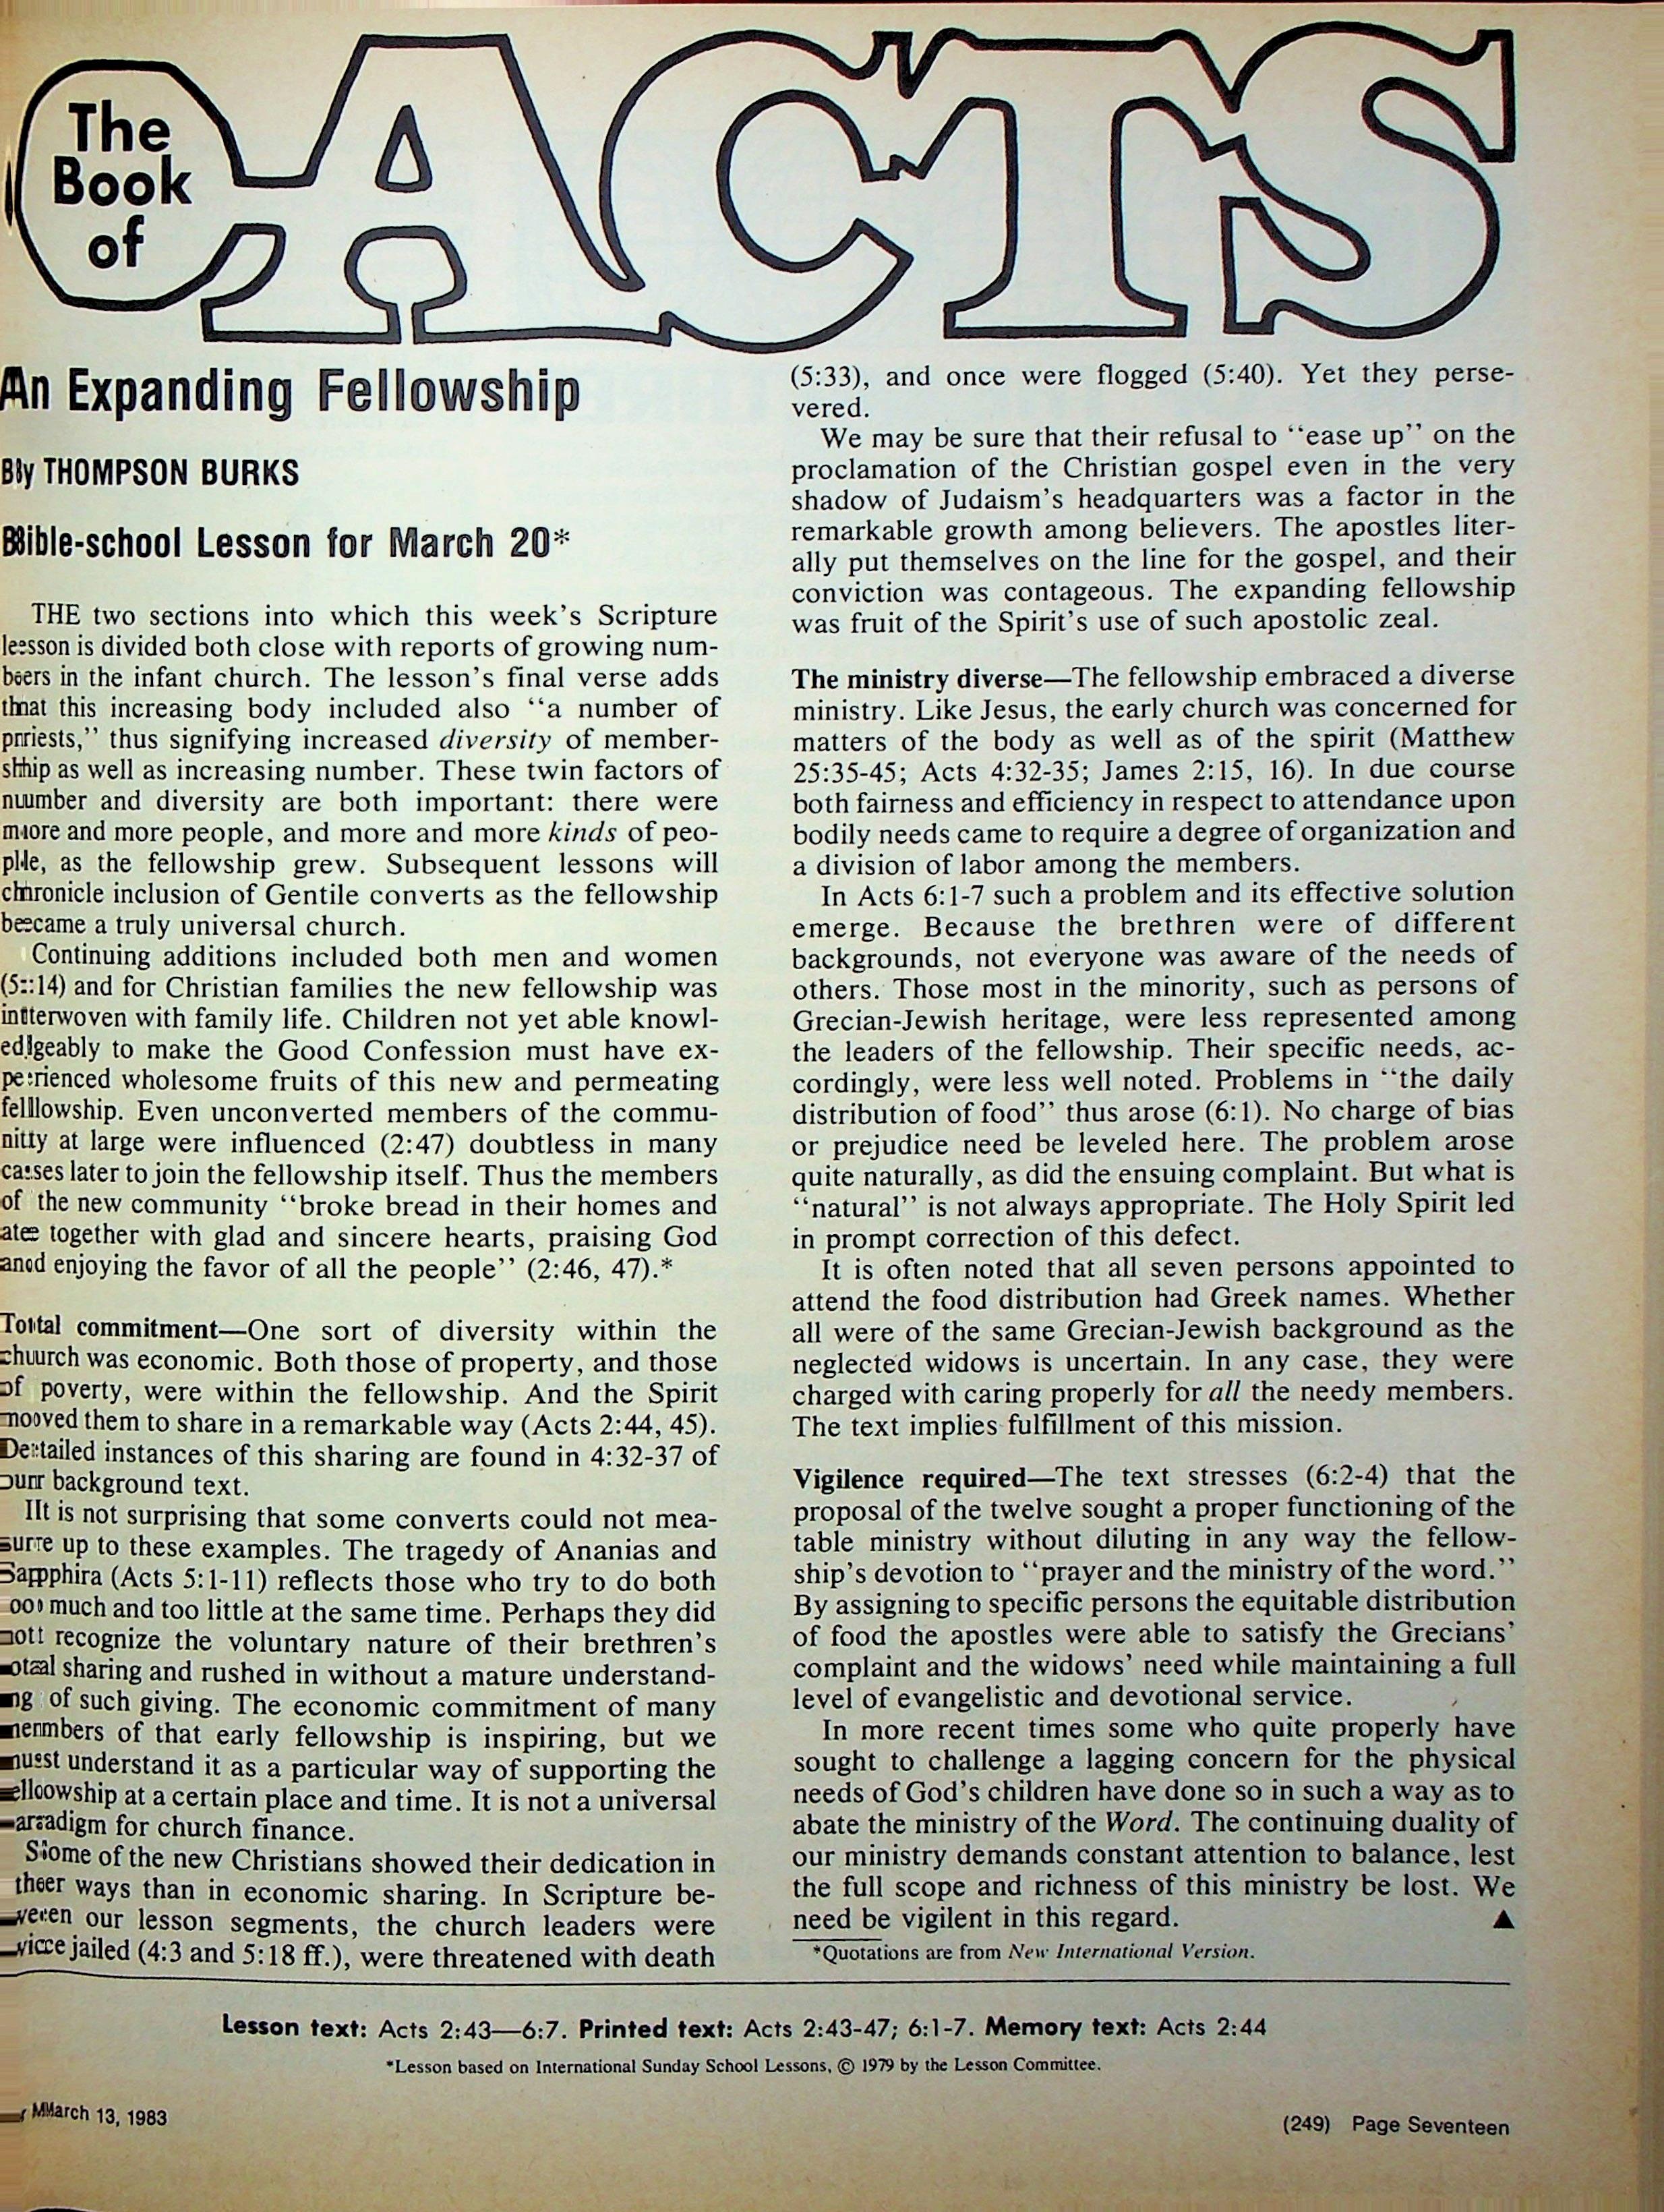 The
Book
of
ACTS
An Expanding Fellowship
By THOMPSON BURKS
Bible-school Lesson for March 20*
THE two sections into which this week's Scripture
lesson is divided both close with reports of growing num-
bers in the infant church. The lesson's final verse adds
that this increasing body included also "a number of
priests," thus signifying increased diversity of member-
ship as well as increasing number. These twin factors of
number and diversity are both important: there were
more and more people, and more and more kinds of peo-
ple, as the fellowship grew. Subsequent lessons will
chronicle inclusion of Gentile converts as the fellowship
became a truly universal church.
Continuing additions included both men and women
(5:14) and for Christian families the new fellowship was
interwoven with family life. Children not yet able knowl-
edgeably to make the Good Confession must have ex-
perienced wholesome fruits of this new and permeating
fellowship. Even unconverted members of the commu-
nity at large were influenced (2:47) doubtless in many
cases later to join the fellowship itself. Thus the members
of the new community "broke bread in their homes and
ate together with glad and sincere hearts, praising God
and enjoying the favor of all the people" (2:46, 47).*
Total commitment—One sort of diversity within the
church was economic. Both those of property, and those
of poverty, were within the fellowship. And the Spirit
moved them to share in a remarkable way (Acts 2:44, 45).
Detailed instances of this sharing are found in 4:32-37 of
our background text.
It is not surprising that some converts could not mea-
sure up to these examples. The tragedy of Ananias and
Sapphira (Acts 5:1-11) reflects those who try to do both
too much and too little at the same time. Perhaps they did
not recognize the voluntary nature of their brethren's
total sharing and rushed in without a mature understand-
ing of such giving. The economic commitment of many
members of that early fellowship is inspiring, but we
must understand it as a particular way of supporting the
fellowship at a certain place and time. It is not a universal
paradigm for church finance.
Some of the new Christians showed their dedication in
other ways than in economic sharing. In Scripture be-
tween our lesson segments, the church leaders were
twice jailed (4:3 and 5:18 ff.), were threatened with death
(5:33), and once were flogged (5:40). Yet they perse-
vered.
We may be sure that their refusal to "ease up" on the
proclamation of the Christian gospel even in the very
shadow of Judaism's headquarters was a factor in the
remarkable growth among believers. The apostles liter-
ally put themselves on the line for the gospel, and their
conviction was contageous. The expanding fellowship
was fruit of the Spirit's use of such apostolic zeal.
The ministry diverse—The fellowship embraced a diverse
ministry. Like Jesus, the early church was concerned for
matters of the body as well as of the spirit (Matthew
25:35-45; Acts 4:32-35; James 2:15, 16). In due course
both fairness and efficiency in respect to attendance upon
bodily needs came to require a degree of organization and
a division of labor among the members.
In Acts 6:1-7 such a problem and its effective solution
emerge. Because the brethren were of different
backgrounds, not everyone was aware of the needs of
others. Those most in the minority, such as persons of
Grecian-Jewish heritage, were less represented among
the leaders of the fellowship. Their specific needs, ac-
cordingly, were less well noted. Problems in "the daily
distribution of food" thus arose (6:1). No charge of bias
or prejudice need be leveled here. The problem arose
quite naturally, as did the ensuing complaint. But what is
"natural" is not always appropriate. The Holy Spirit led
in prompt correction of this defect.
It is often noted that all seven persons appointed to
attend the food distribution had Greek names. Whether
all were of the same Grecian-Jewish background as the
neglected widows is uncertain. In any case, they were
charged with caring properly for all the needy members.
The text implies fulfillment of this mission.
Vigilence required—The text stresses (6:2-4) that the
proposal of the twelve sought a proper functioning of the
table ministry without diluting in any way the fellow-
ship's devotion to "prayer and the ministry of the word."
By assigning to specific persons the equitable distribution
of food the apostles were able to satisfy the Grecians'
complaint and the widows' need while maintaining a full
level of evangelistic and devotional service.
In more recent times some who quite properly have
sought to challenge a lagging concern for the physical
needs of God's children have done so in such a way as to
abate the ministry of the Word. The continuing duality of
our ministry demands constant attention to balance, lest
the full scope and richness of this ministry be lost. We
need be vigilent in this regard. ▲
*Quotations are from New International Version.
Lesson text: Acts 2:43—6:7. Printed text: Acts 2:43-47; 6:1-7. Memory text: Acts 2:44
*Lesson based on International Sunday School Lessons, © 1979 by the Lesson Committee.
March 13, 1983
(249) Page Seventeen